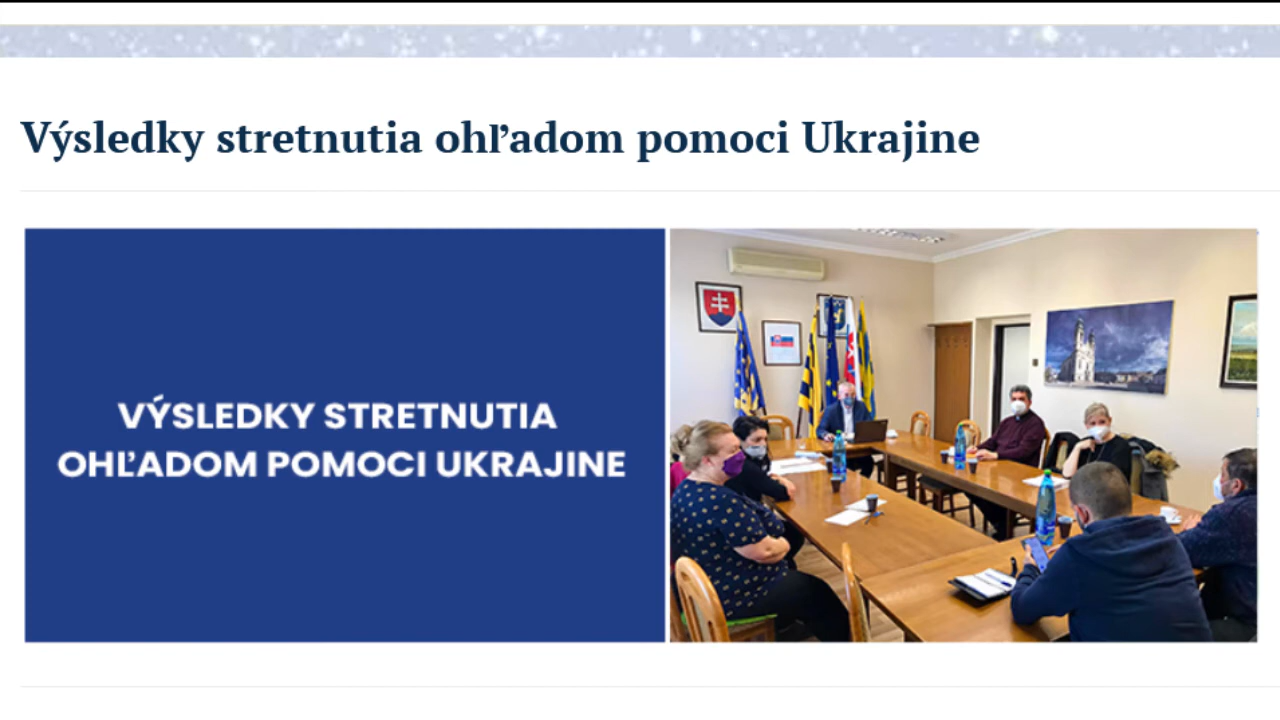 Výsledky stretnutia ohľadom pomoci Ukrajine
VÝSLEDKY STRETNUTIA
OHĽADOM POMOCI UKRAJINE